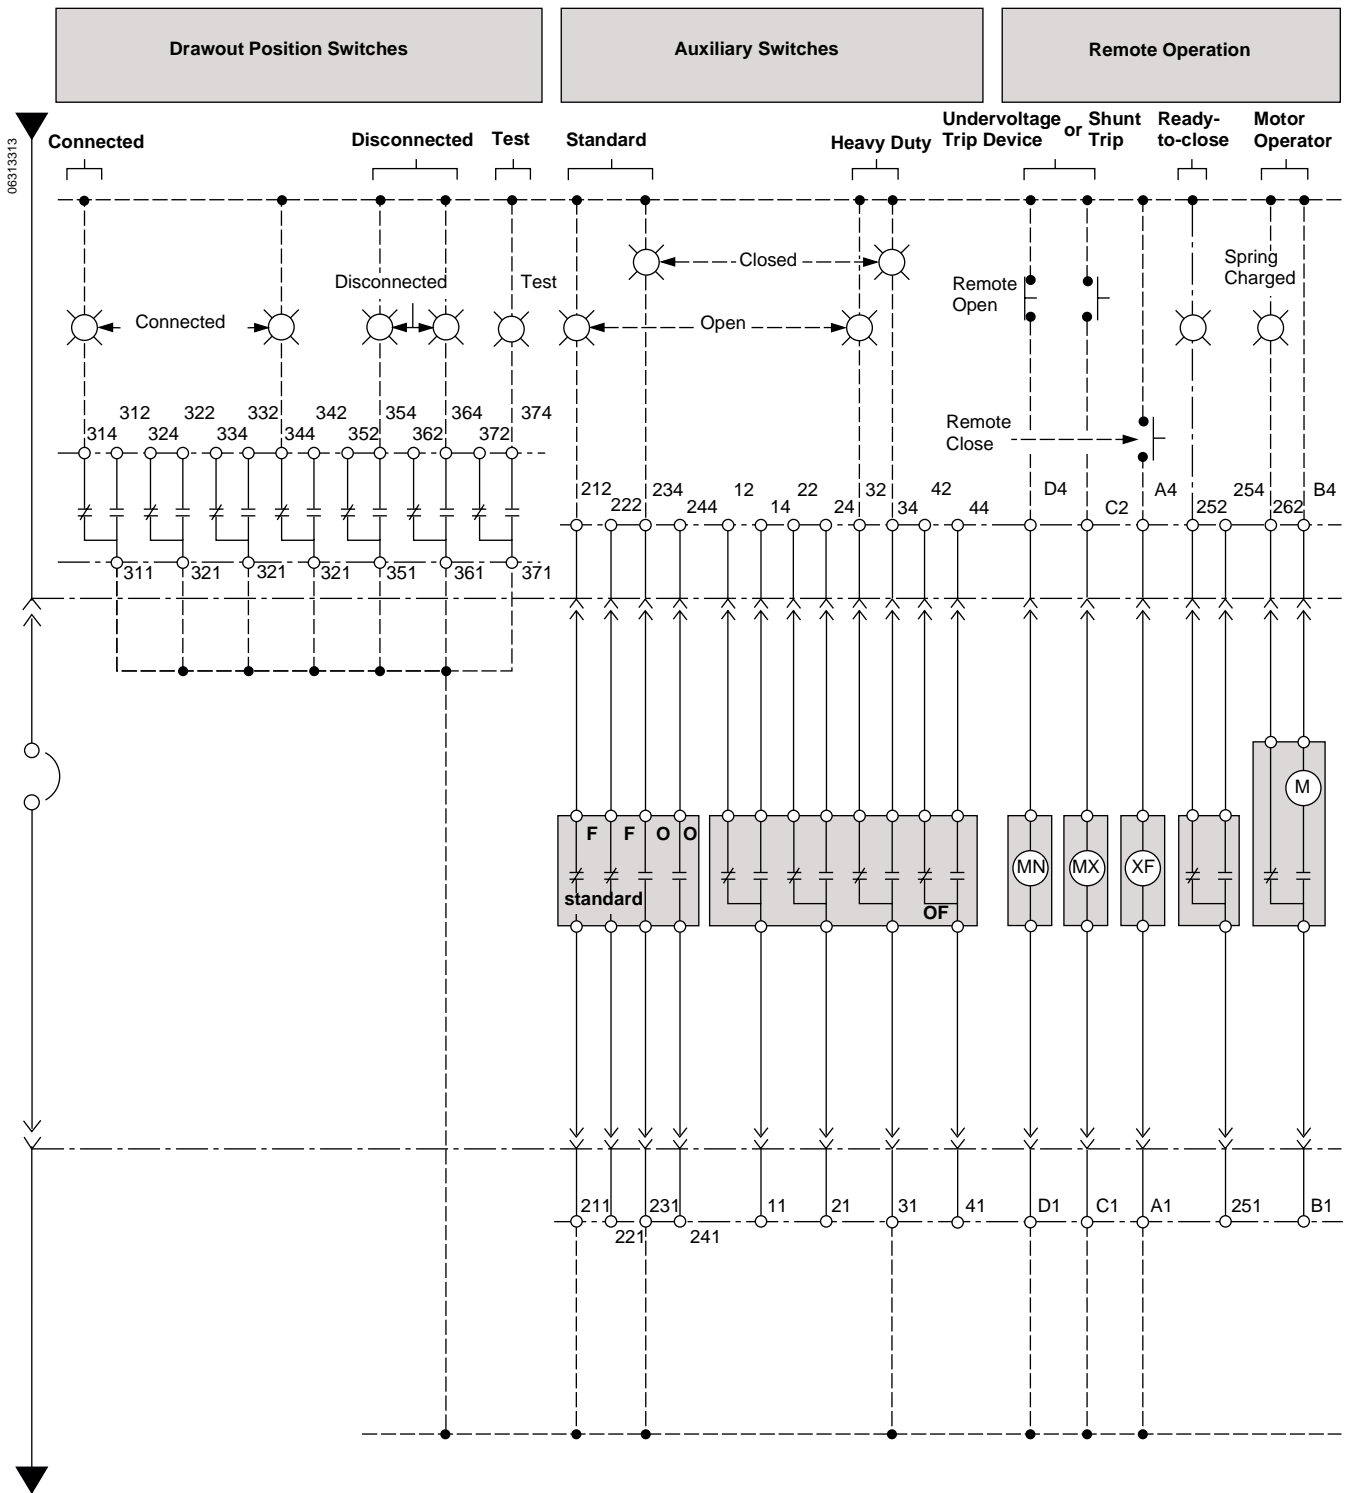 Drawout Position Switches
Auxiliary Switches
Remote Operation
06313313
Connected
Disconnected
Test
Standard
Heavy Duty
Undervoltage
Trip Device
or
Shunt
Trip
Ready-
to-close
Motor
Operator
Closed
Spring
Charged
Disconnected
Test
Remote
Open
Connected
Open
312 322 332 342 354 364 374
314 324 334 344 352 362 372
Remote
Close
212 234 12 22 32 42 D4 A4 254 B4
222 244 14 24 34 44 C2 252 262
311 321 321 321 351 361 371
M
F F O O
MN MX XF
standard
OF
211 231 11 21 31 41 D1 C1 A1 251 B1
221 241